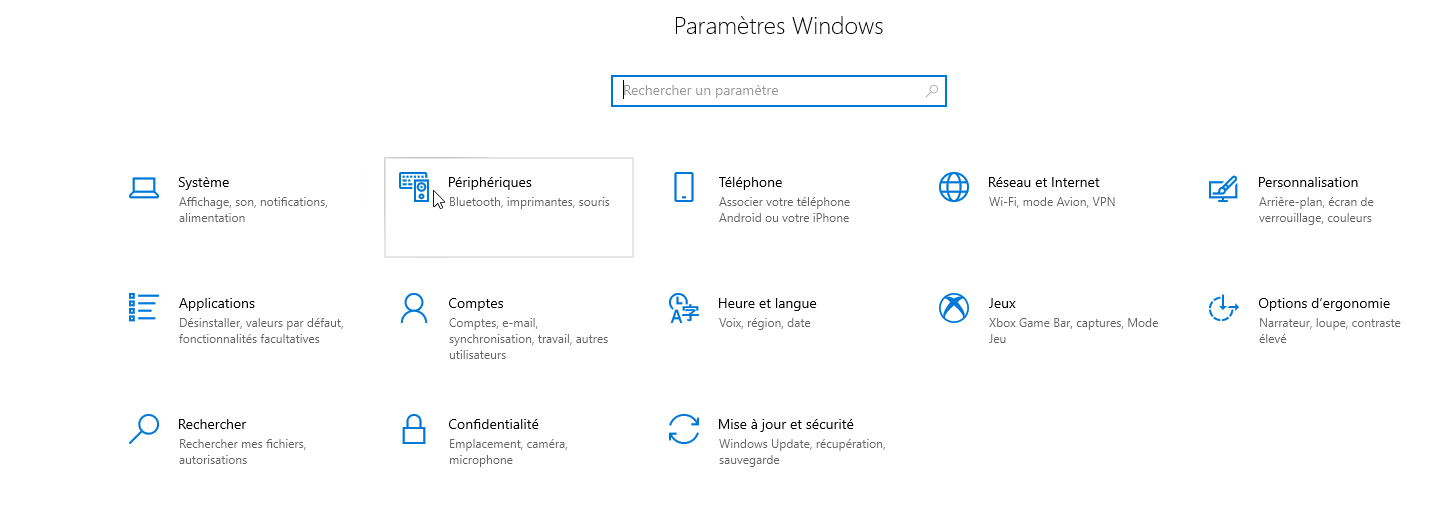 Paramètres Windows
Rechercher un paramètre
Système
Affichage, son, notifications,
alimentation
Périphériques
Bluetooth, imprimantes, souris
Téléphone
Associer votre téléphone
Android ou votre iPhone
Réseau et Internet
Wi-Fi, mode Avion, VPN
Personnalisation
Arrière-plan, écran de
verrouillage, couleurs
Applications
Désinstaller, valeurs par défaut,
fonctionnalités facultatives
Comptes
Comptes, e-mail,
synchronisation, travail, autres
utilisateurs
Heure et langue
Voix, région, date
Jeux
Xbox Game Bar, captures, Mode
Jeu
Options d’ergonomie
Narrateur, loupe, contraste
élevé
Rechercher
Rechercher mes fichiers,
autorisations
Confidentialité
Emplacement, caméra,
microphone
Mise à jour et sécurité
Windows Update, récupération,
sauvegarde